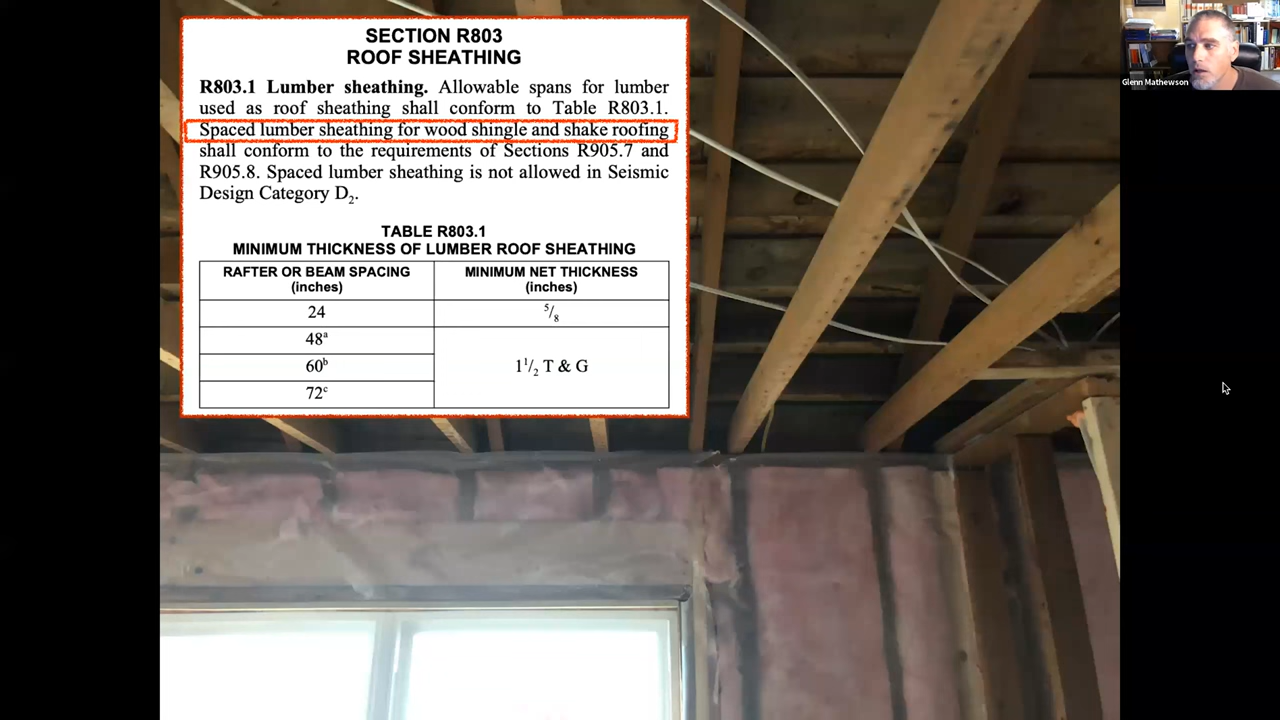 SECTION R803
ROOF SHEATHING
R803.1 Lumber sheathing. Allowable spans for lumber
used as roof sheathing shall conform to Table R803.1.
Spaced lumber sheathing for wood shingle and shake roofing
shall conform to the requirements of Sections R905.7 and
R905.8. Spaced lumber sheathing is not allowed in Seismic
Design Category D₂.
TABLE R803.1
MINIMUM THICKNESS OF LUMBER ROOF SHEATHING
RAFTER OR BEAM SPACING (inches) MINIMUM NET THICKNESS (inches)
24 5/8
48ᵃ
60ᵇ 1 1/2 T & G
72ᶜ
Glenn Mathewson